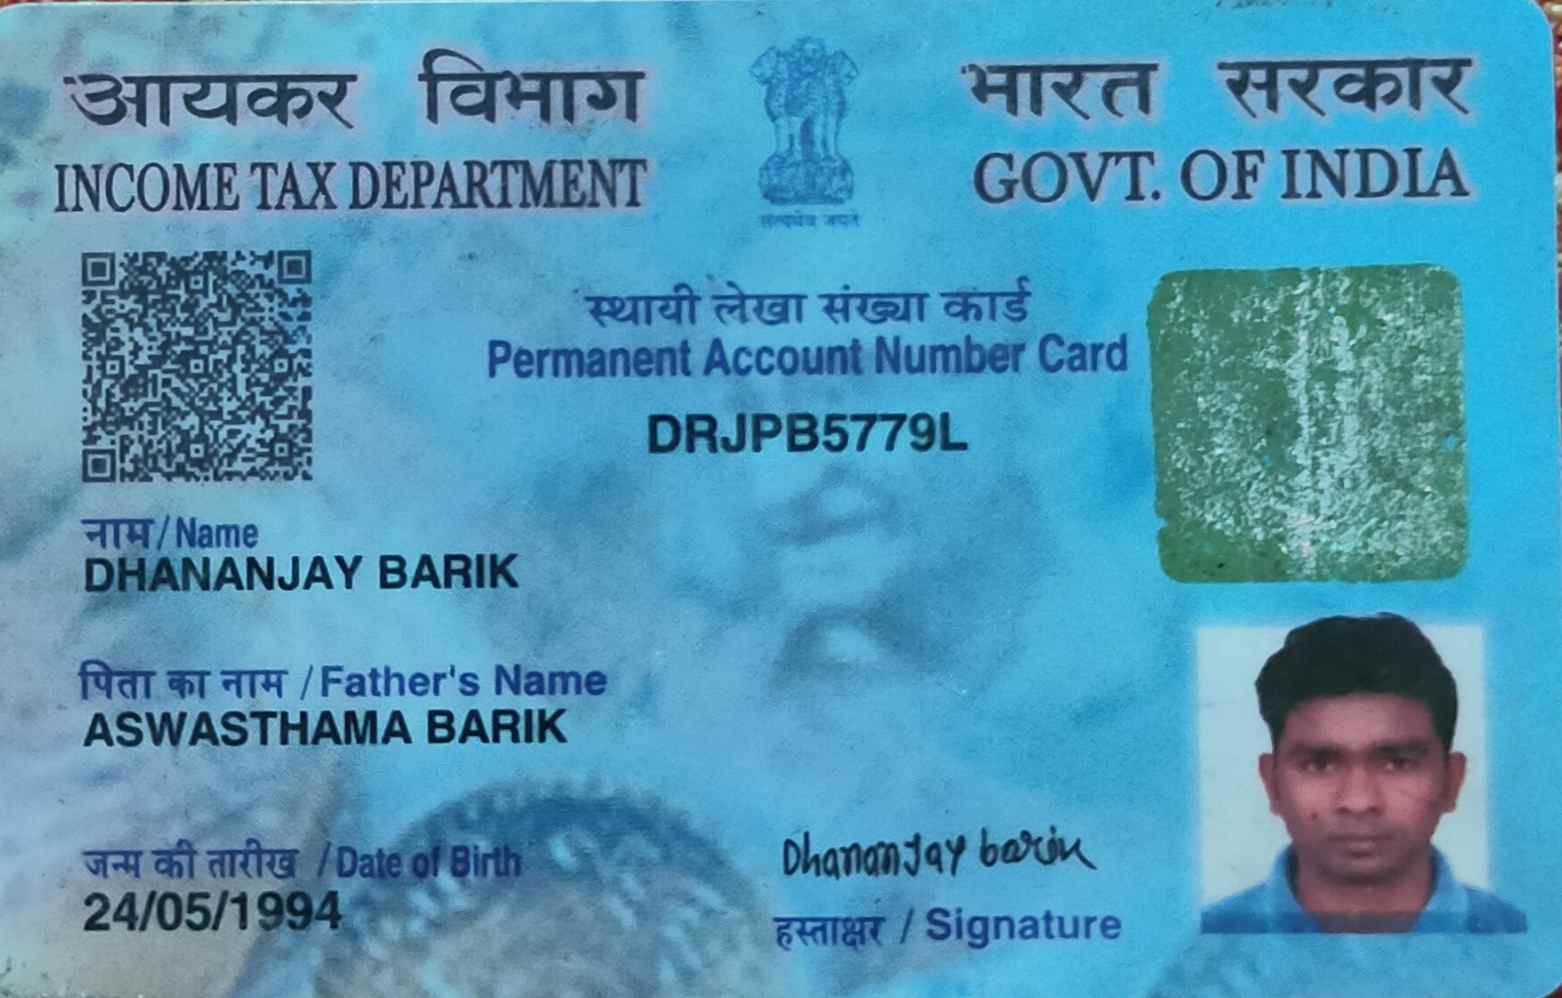 आयकर विभाग
INCOME TAX DEPARTMENT
भारत सरकार
GOVT. OF INDIA
सत्यमेव जयते
स्थायी लेखा संख्या कार्ड
Permanent Account Number Card
DRJPB5779L
नाम / Name
DHANANJAY BARIK
पिता का नाम / Father's Name
ASWASTHAMA BARIK
जन्म की तारीख / Date of Birth
24/05/1994
Dhananjay barik
हस्ताक्षर / Signature